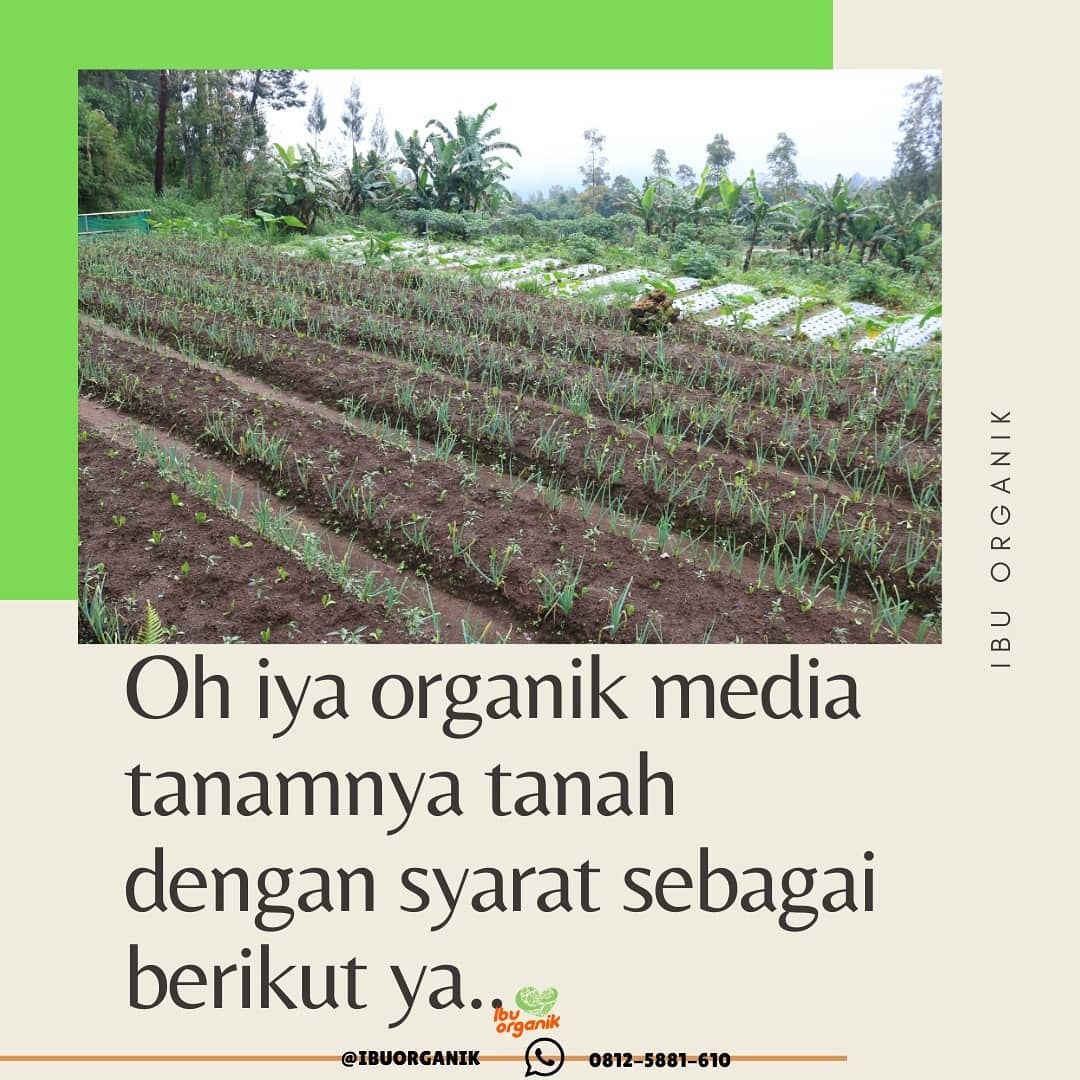 IBU ORGANIK
Oh iya organik media
tanamnya tanah
dengan syarat sebagai
berikut ya..
Ibu
organik
@IBUORGANIK
0812-5881-610